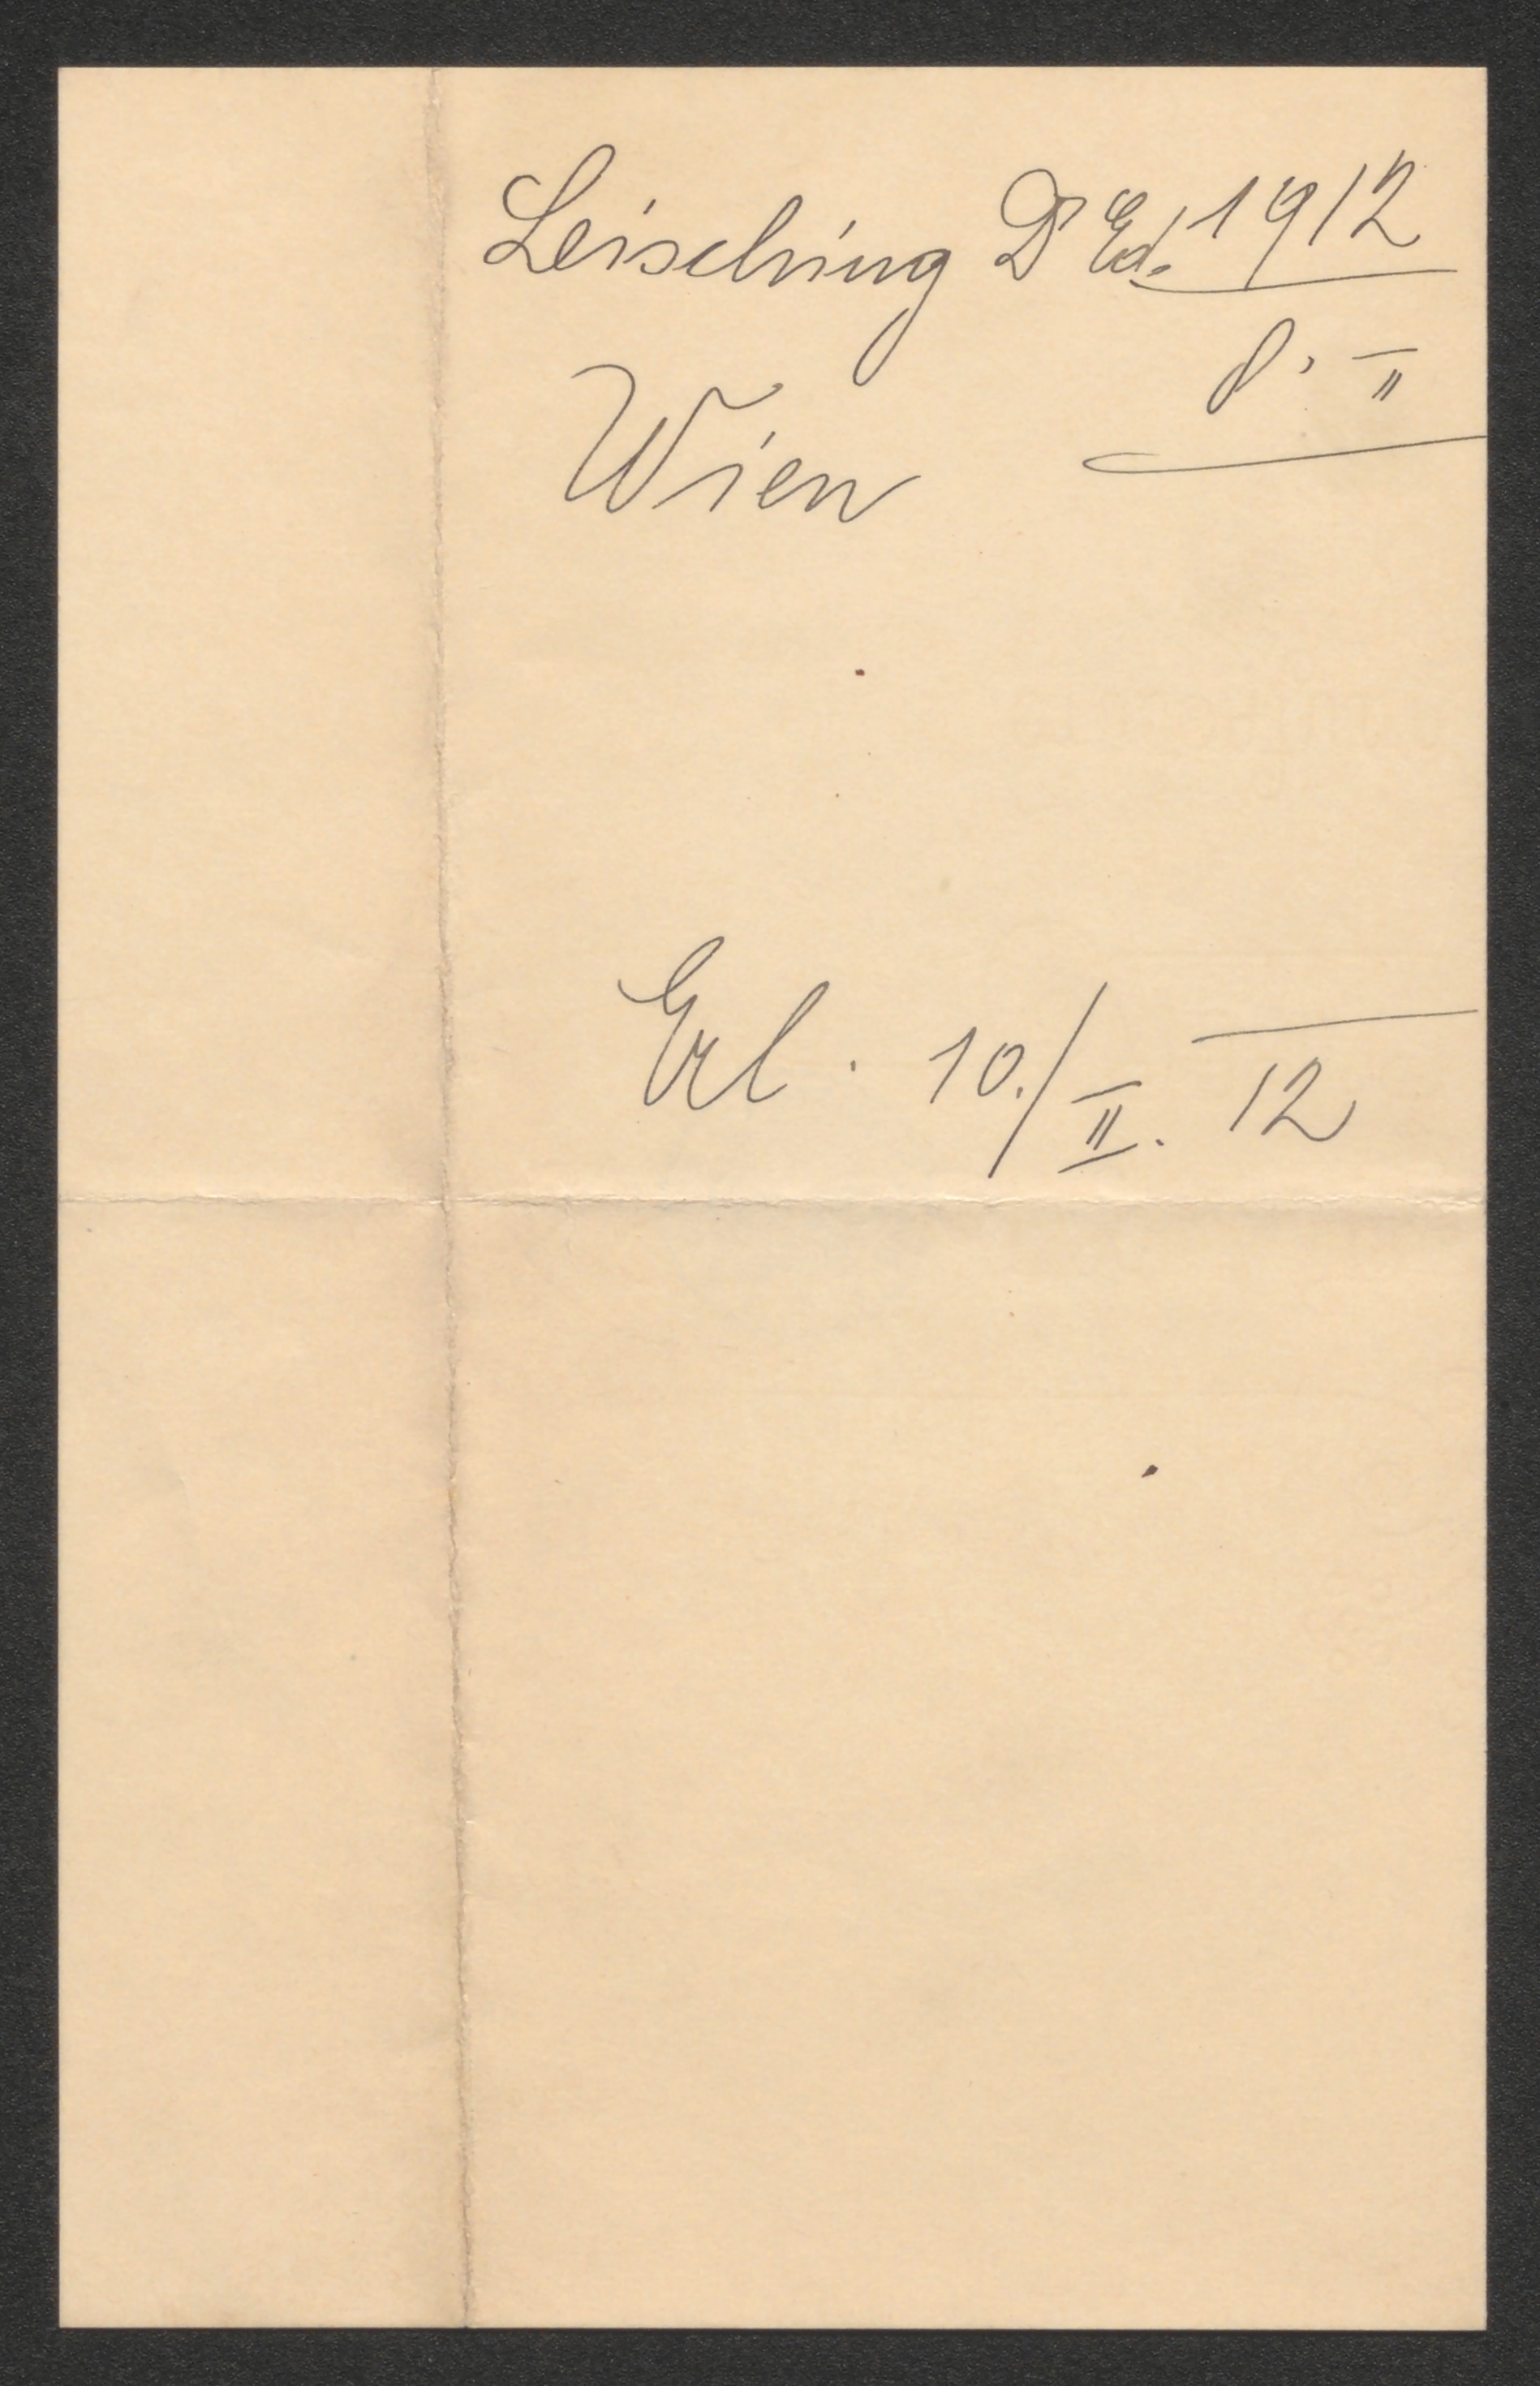 Leisching Dr Ed. 1912
8. II
Wien
Erl. 10./II. 12